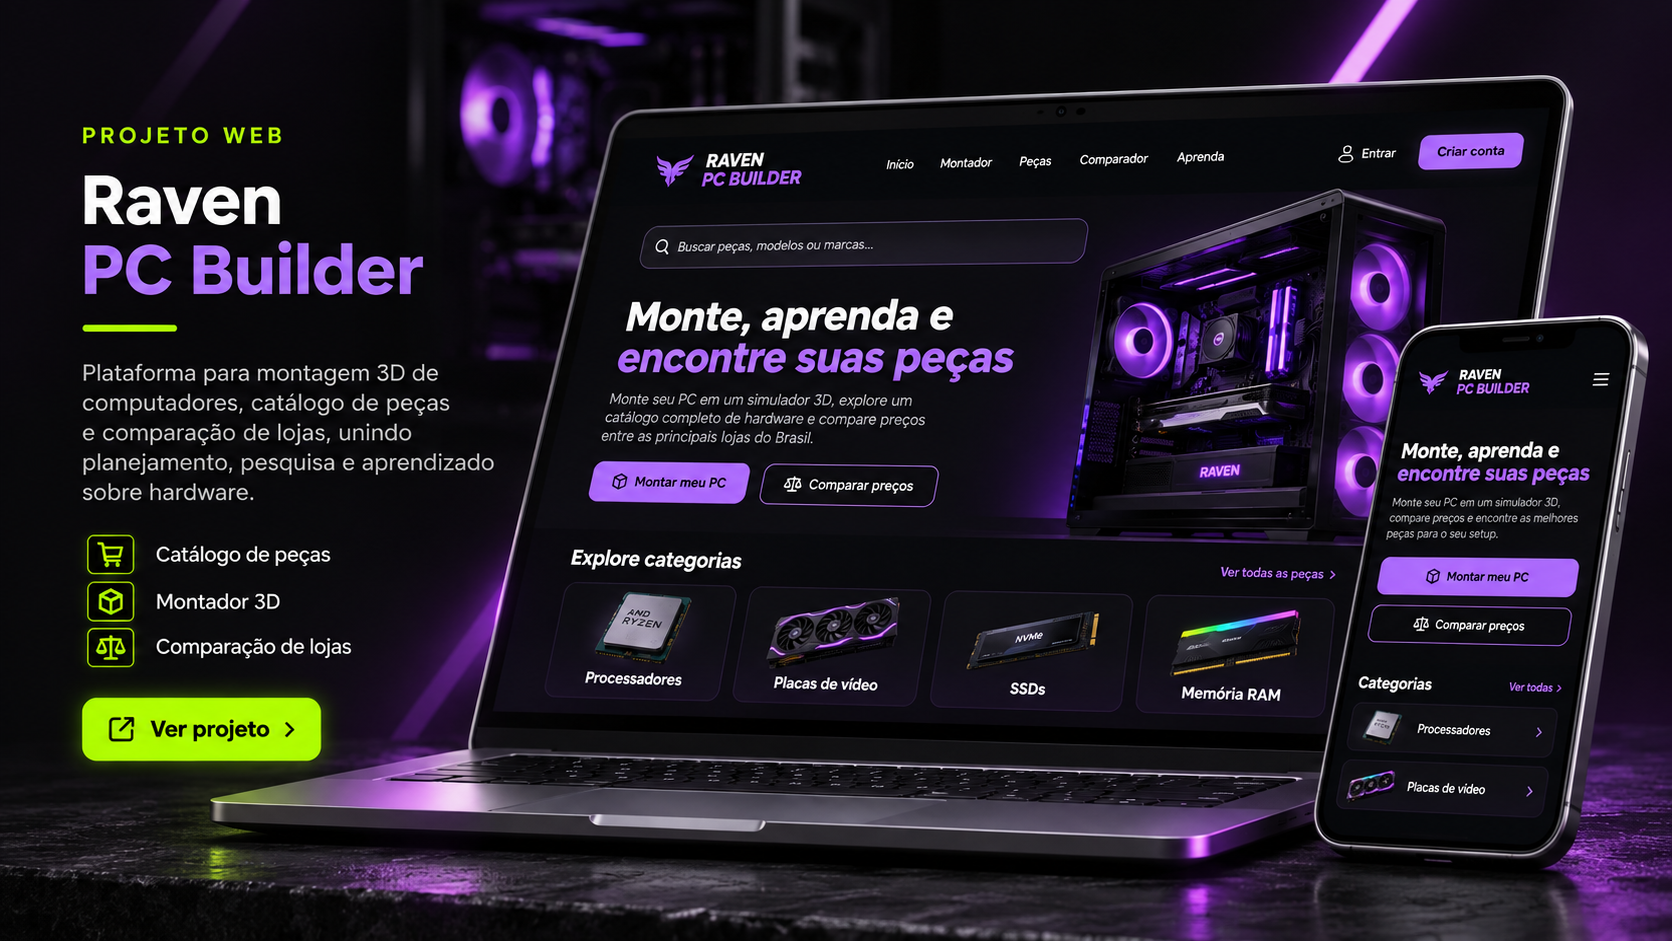 PROJETO WEB
Raven
PC Builder
Plataforma para montagem 3D de
computadores, catálogo de peças
e comparação de lojas, unindo
planejamento, pesquisa e aprendizado
sobre hardware.
Catálogo de peças
Montador 3D
Comparação de lojas
Ver projeto
RAVEN
PC BUILDER
Início
Montador
Peças
Comparador
Aprenda
Entrar
Criar conta
Buscar peças, modelos ou marcas...
Monte, aprenda e
encontre suas peças
Monte seu PC em um simulador 3D, explore um
catálogo completo de hardware e compare preços
entre as principais lojas do Brasil.
Montar meu PC
Comparar preços
RAVEN
Explore categorias
Ver todas as peças
AND
RYZEN
Processadores
Placas de vídeo
NVMe
SSDs
Memória RAM
RAVEN
PC BUILDER
Monte, aprenda e
encontre suas peças
Monte seu PC em um simulador 3D,
compare preços e encontre as melhores
peças para o seu setup.
Montar meu PC
Comparar preços
Categorias
Ver todas
Processadores
Placas de vídeo